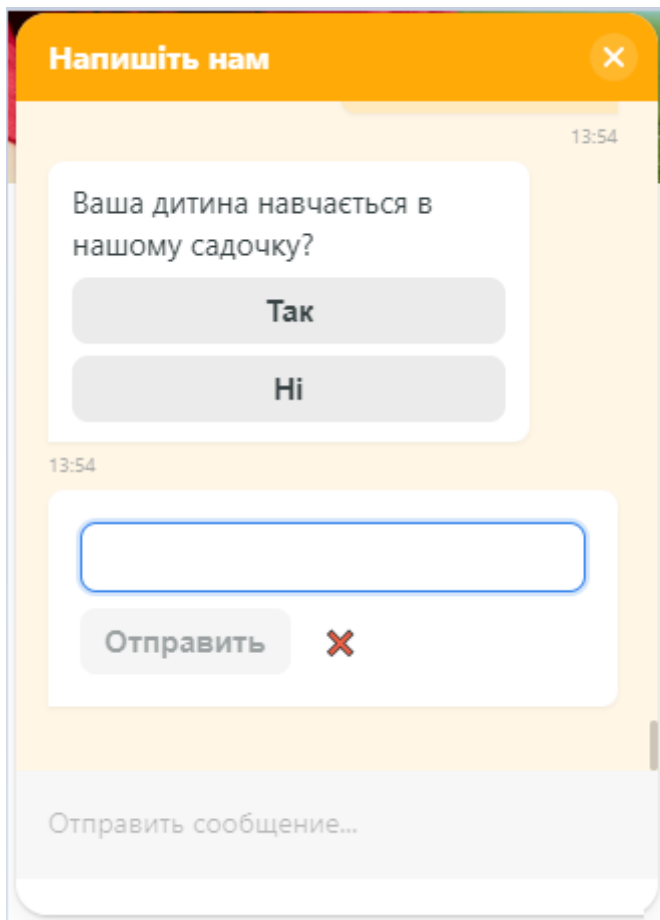 Напишіть нам
13:54
Ваша дитина навчається в
нашому садочку?
Так
Ні
13:54
Отправить
Отправить сообщение...